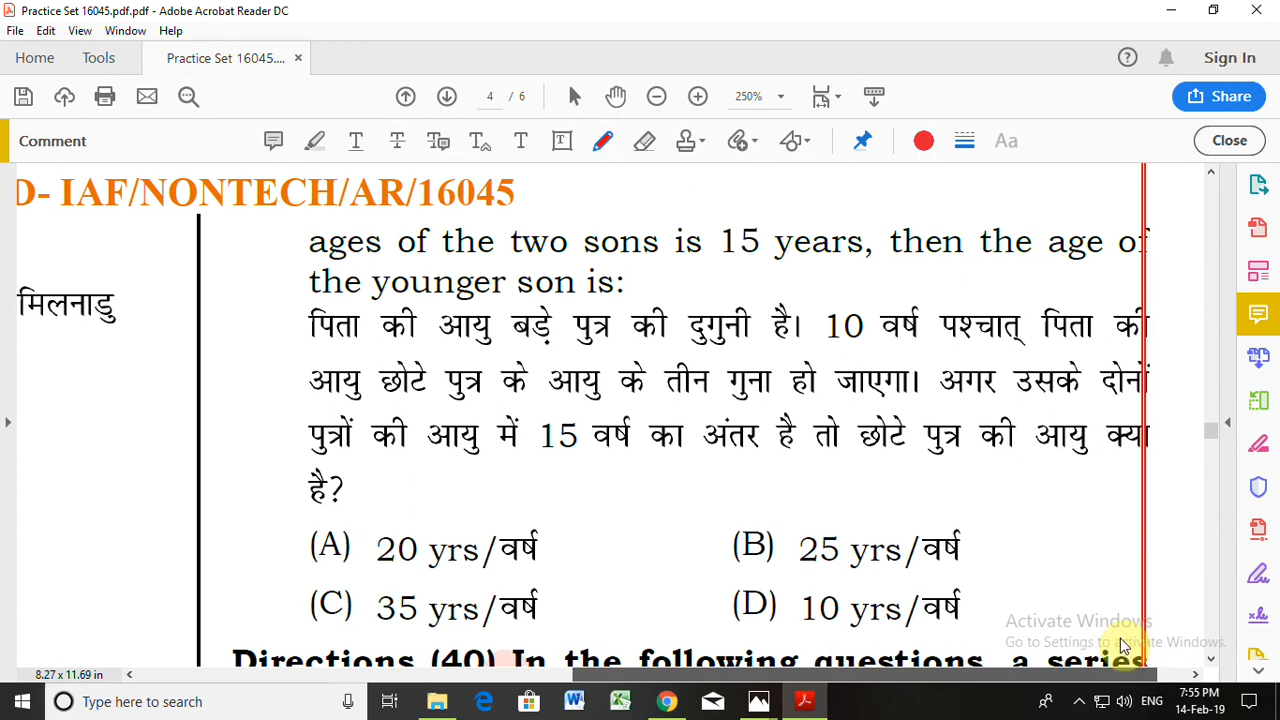 Practice Set 16045.pdf.pdf - Adobe Acrobat Reader DC
File Edit View Window Help
Home Tools Practice Set 16045.... × Sign In
4 / 6 250% Share
Comment Aa Close
D- IAF/NONTECH/AR/16045
ages of the two sons is 15 years, then the age of
the younger son is:
मिलनाडु
पिता की आयु बड़े पुत्र की दुगुनी है। 10 वर्ष पश्चात् पिता की
आयु छोटे पुत्र के आयु के तीन गुना हो जाएगा। अगर उसके दोनों
पुत्रों की आयु में 15 वर्ष का अंतर है तो छोटे पुत्र की आयु क्या
है?
(A) 20 yrs/वर्ष (B) 25 yrs/वर्ष
(C) 35 yrs/वर्ष (D) 10 yrs/वर्ष
Activate Windows
Go to Settings to activate Windows.
Directions (40) In the following questions, a series
8.27 x 11.69 in
Type here to search ENG 7:55 PM
14-Feb-19